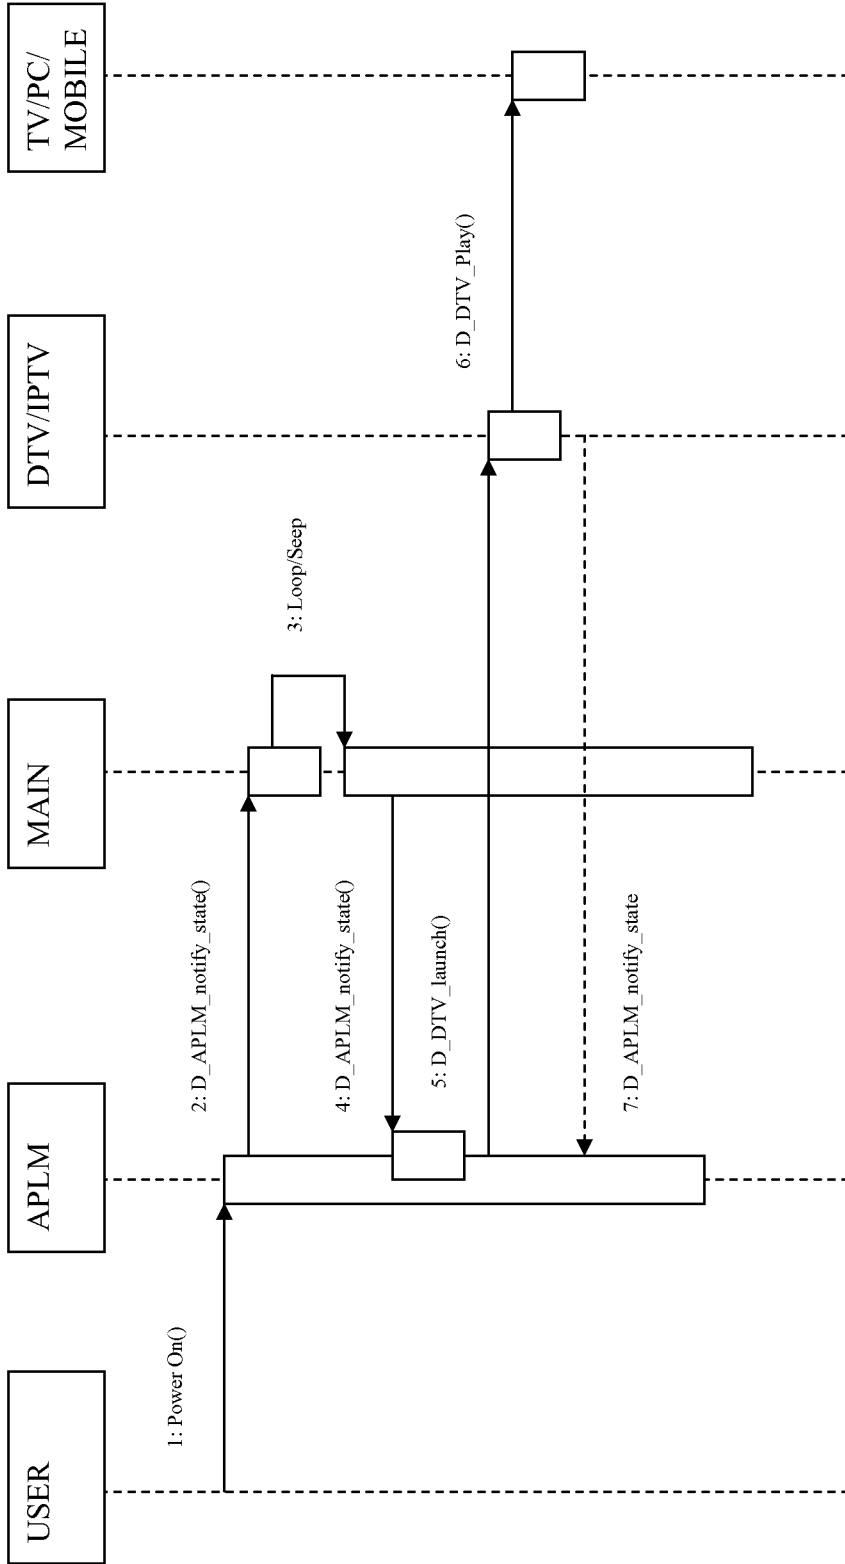 USER
APLM
MAIN
DTV/IPTV
TV/PC/
MOBILE
1: Power On()
2: D_APLM_notify_state()
3: Loop/Seep
4: D_APLM_notify_state()
5: D_DTV_launch()
6: D_DTV_Play()
7: D_APLM_notify_state